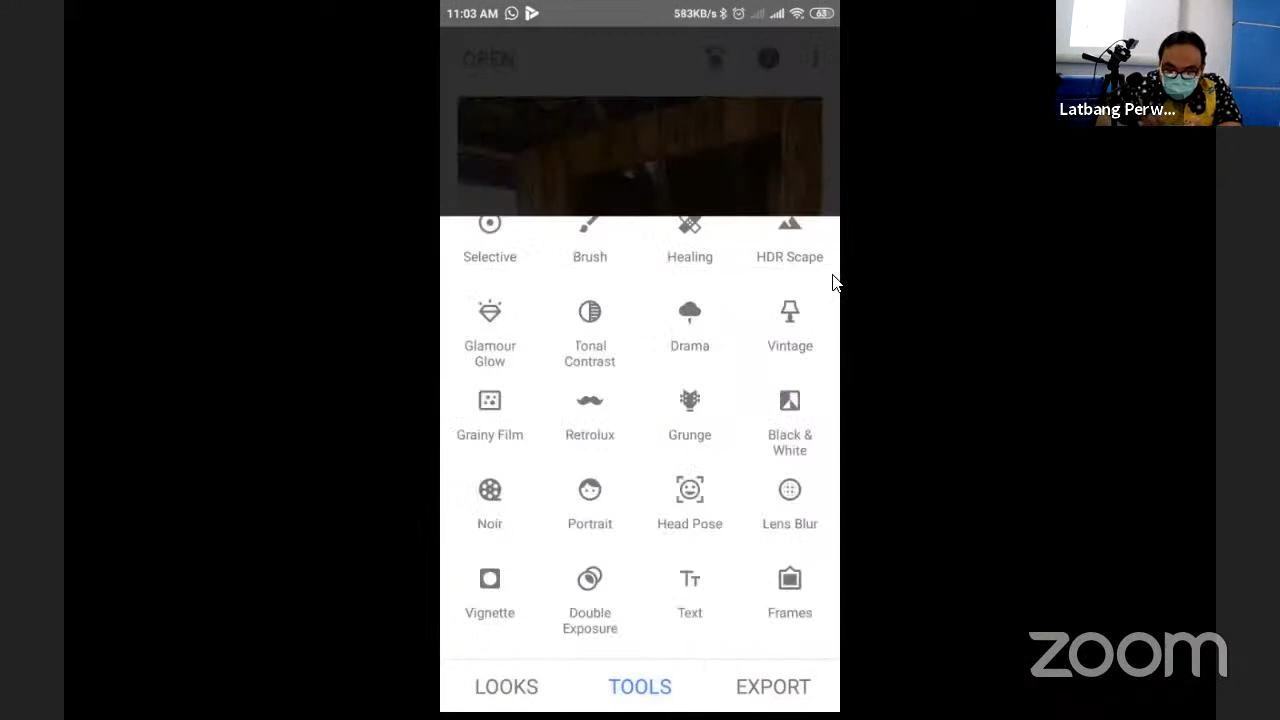 11:03 AM 583KB/s 63
OPEN
Latbang Perw...
Selective Brush Healing HDR Scape
Glamour Glow Tonal Contrast Drama Vintage
Grainy Film Retrolux Grunge Black & White
Noir Portrait Head Pose Lens Blur
Vignette Double Exposure Text Frames
LOOKS TOOLS EXPORT
zoom